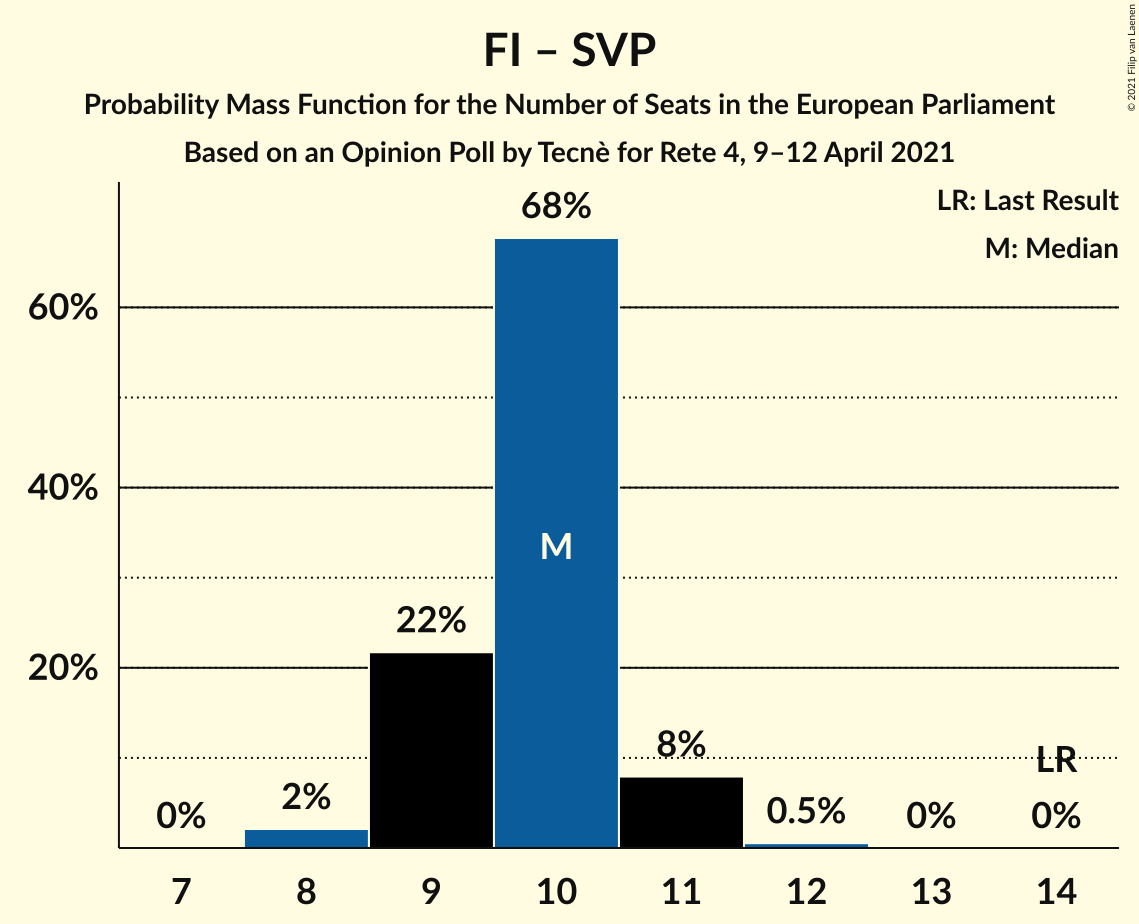 FI – SVP
Probability Mass Function for the Number of Seats in the European Parliament
Based on an Opinion Poll by Tecnè for Rete 4, 9–12 April 2021
© 2021 Filip van Laenen
LR: Last Result
M: Median
60%
40%
20%
0%
2%
22%
68%
M
8%
0.5%
0%
LR
0%
7 8 9 10 11 12 13 14